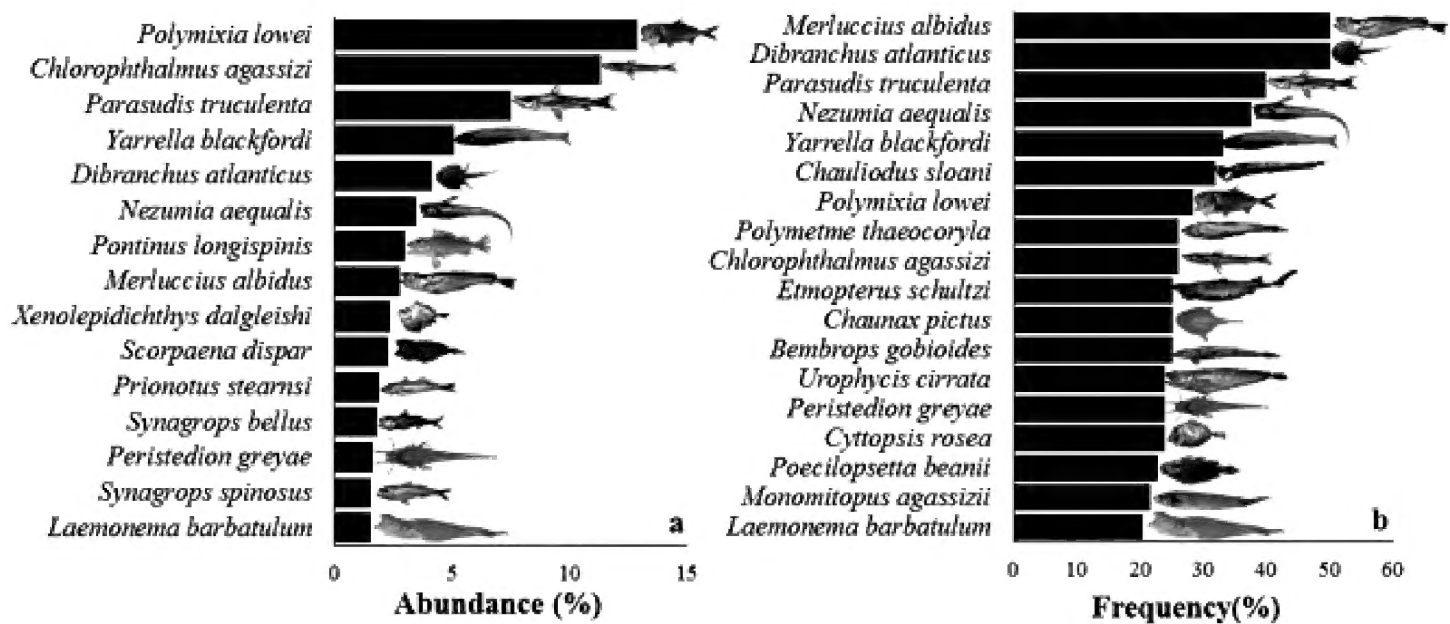 Polymixia lowei
Chlorophthalmus agassizi
Parasudis truculenta
Yarrella blackfordi
Dibranchus atlanticus
Nezumia aequalis
Pontinus longispinis
Merluccius albidus
Xenolepidichthys dalgleishi
Scorpaena dispar
Prionotus stearnsi
Synagrops bellus
Peristedion greyae
Synagrops spinosus
Laemonema barbatulum
a
0 5 10 15
Abundance (%)
Merluccius albidus
Dibranchus atlanticus
Parasudis truculenta
Nezumia aequalis
Yarrella blackfordi
Chauliodus sloani
Polymixia lowei
Polymetme thaeocoryla
Chlorophthalmus agassizi
Etmopterus schultzi
Chaunax pictus
Bembrops gobioides
Urophycis cirrata
Peristedion greyae
Cyttopsis rosea
Poecilopsetta beanii
Monomitopus agassizii
Laemonema barbatulum
b
0 10 20 30 40 50 60
Frequency(%)